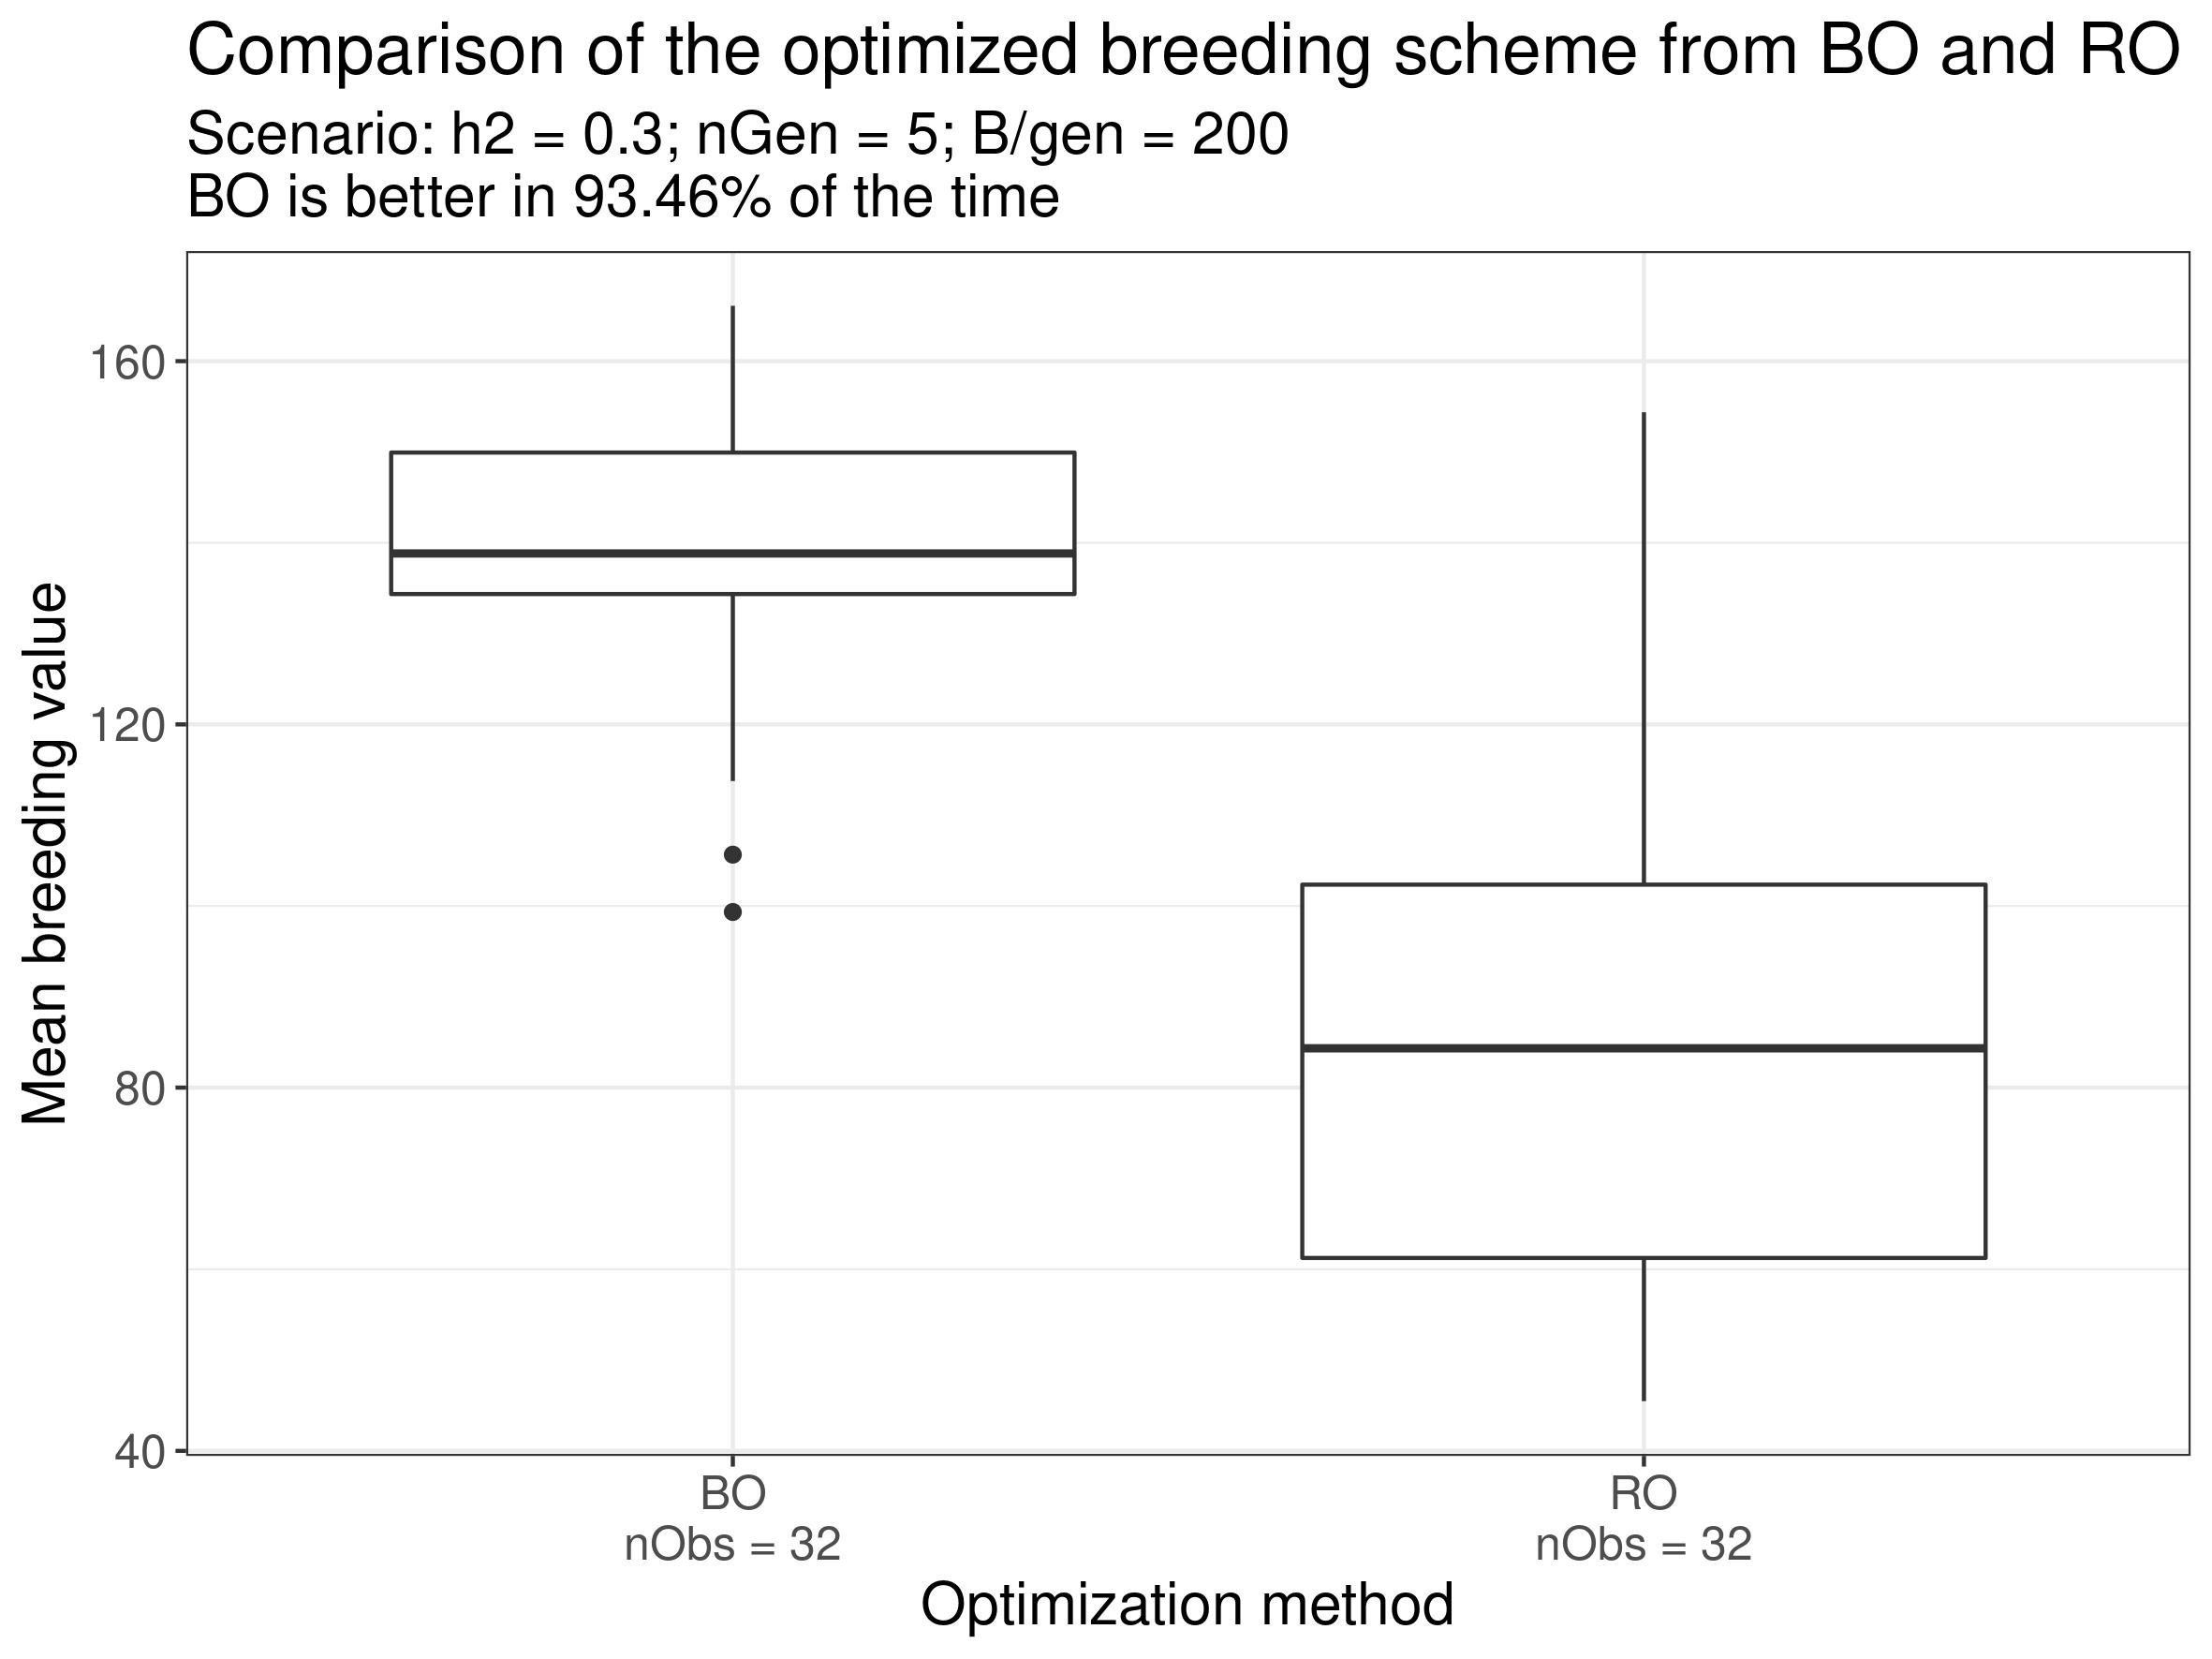 Comparison of the optimized breeding scheme from BO and RO
Scenario: h2 = 0.3; nGen = 5; B/gen = 200
BO is better in 93.46% of the time
Mean breeding value
160
120
80
40
BO
nObs = 32
RO
nObs = 32
Optimization method